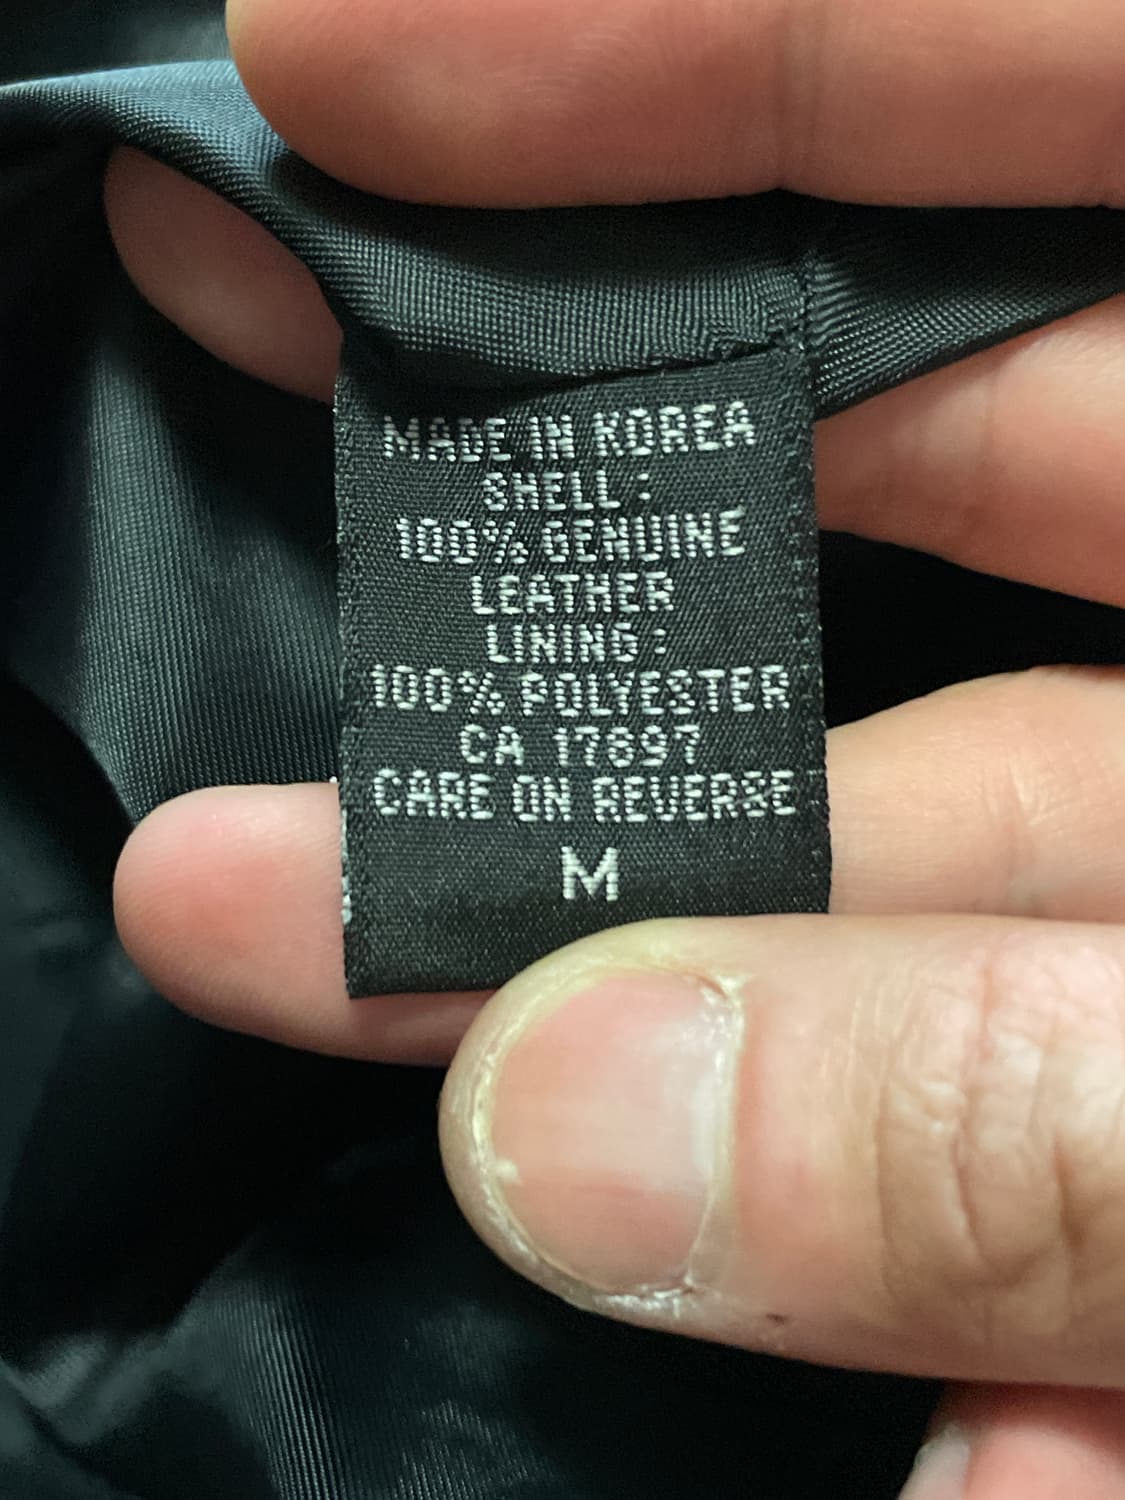 MADE IN KOREA
SHELL:
100% GENUINE
LEATHER
LINING:
100% POLYESTER
CA 17897
CARE ON REVERSE
M